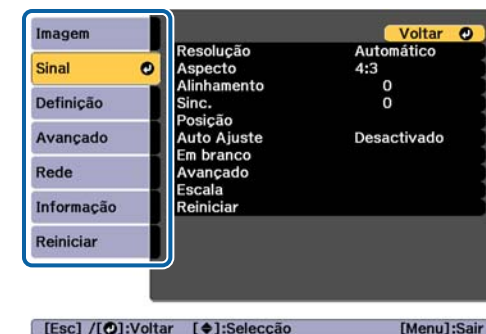 Imagem
Sinal
Definição
Avançado
Rede
Informação
Reiniciar
Voltar
Resolução Automático
Aspecto 4:3
Alinhamento 0
Sinc. 0
Posição
Auto Ajuste Desactivado
Em branco
Avançado
Escala
Reiniciar
[Esc] /[ ]:Voltar [ ]:Selecção [Menu]:Sair